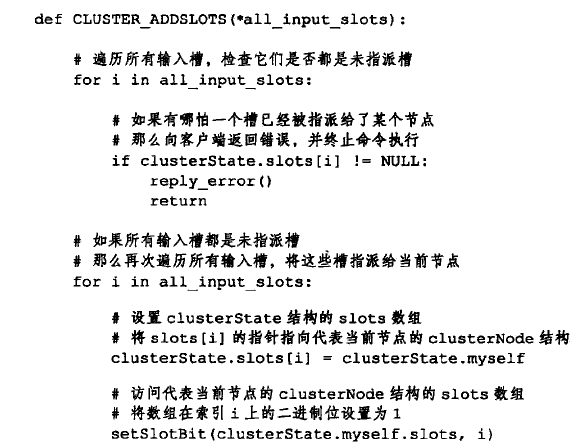 def CLUSTER_ADDSLOTS(*all_input_slots):
# 遍历所有输入槽，检查它们是否都是未指派槽
for i in all_input_slots:
# 如果有哪怕一个槽已经被指派给了某个节点
# 那么向客户端返回错误，并终止命令执行
if clusterState.slots[i] != NULL:
reply_error()
return
# 如果所有输入槽都是未指派槽
# 那么再次遍历所有输入槽，将这些槽指派给当前节点
for i in all_input_slots:
# 设置 clusterState 结构的 slots 数组
# 将 slots[i] 的指针指向代表当前节点的 clusterNode 结构
clusterState.slots[i] = clusterState.myself
# 访问代表当前节点的 clusterNode 结构的 slots 数组
# 将数组在索引 i 上的二进制位设置为 1
setSlotBit(clusterState.myself.slots, i)